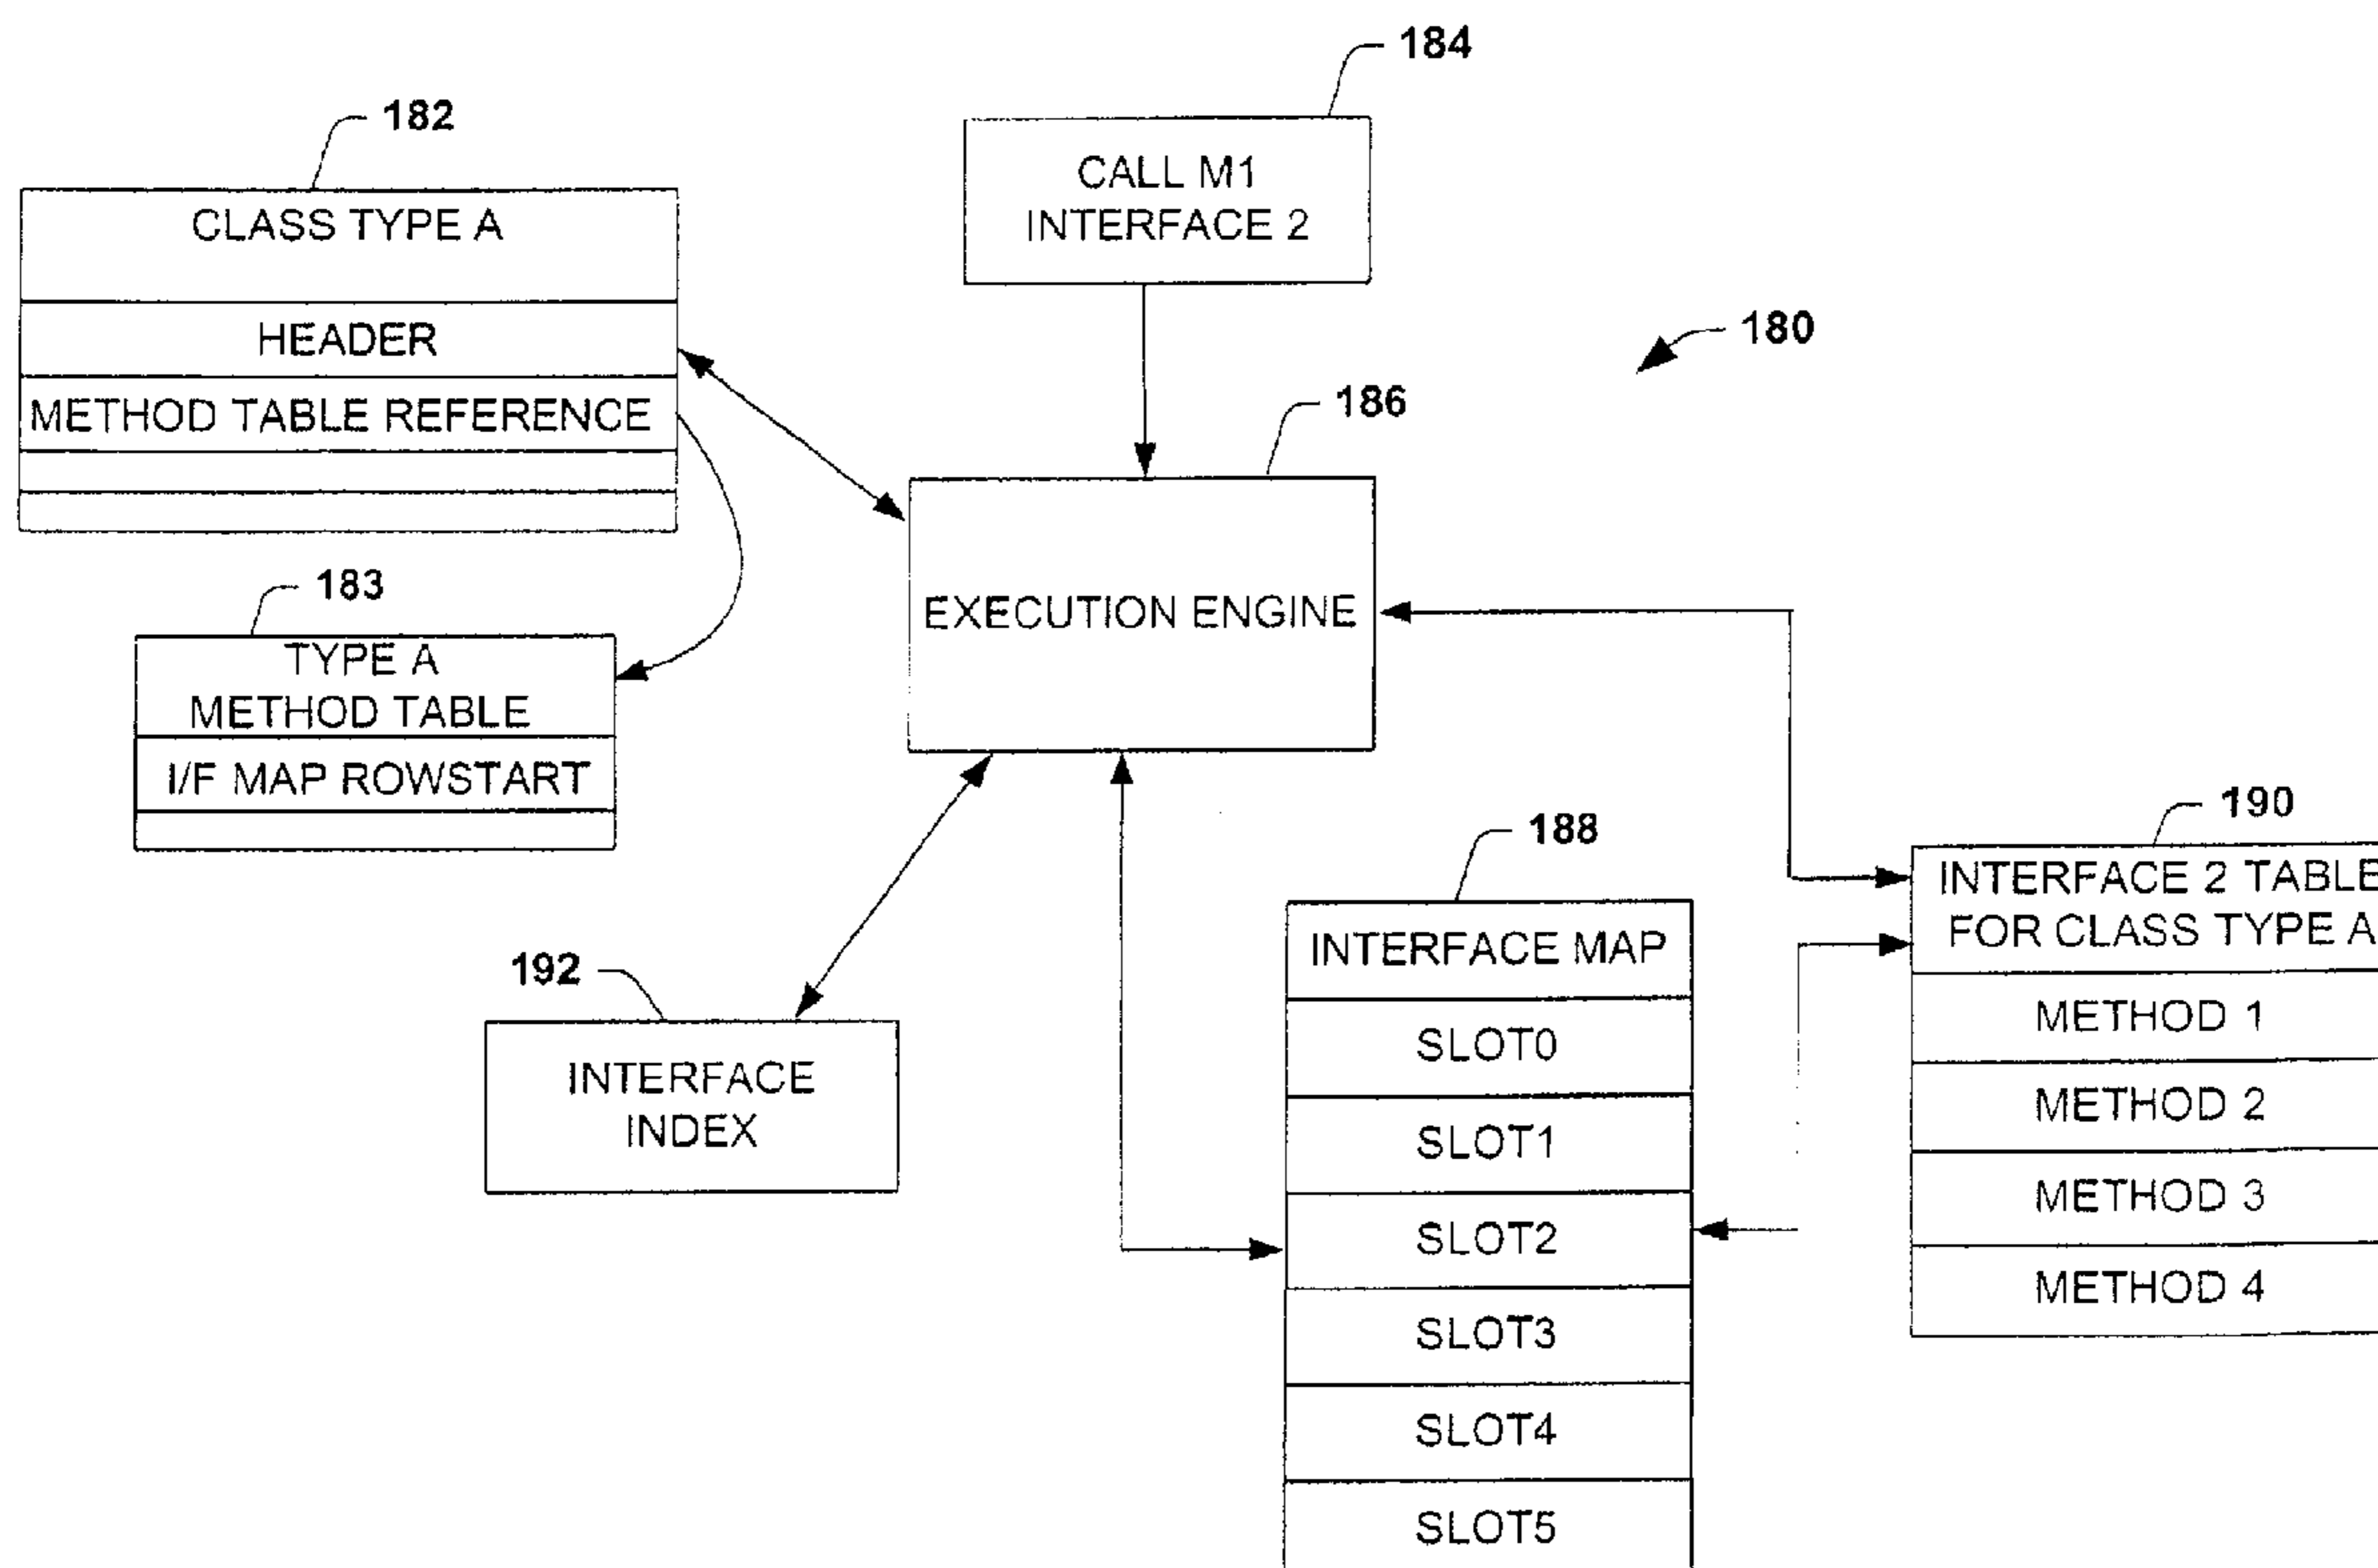 184
182
CALL M1
INTERFACE 2
CLASS TYPE A
HEADER
METHOD TABLE REFERENCE
180
186
EXECUTION ENGINE
183
TYPE A
METHOD TABLE
I/F MAP ROWSTART
188
190
INTERFACE MAP
SLOT0
SLOT1
SLOT2
SLOT3
SLOT4
SLOT5
INTERFACE 2 TABLE
FOR CLASS TYPE A
METHOD 1
METHOD 2
METHOD 3
METHOD 4
192
INTERFACE
INDEX